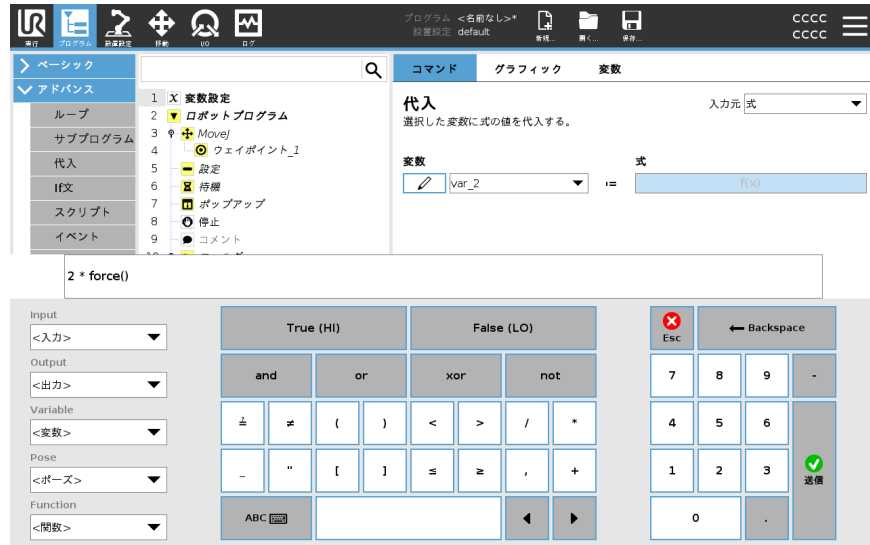 実行 プログラム 設置設定 移動 I/O ログ
プログラム <名前なし>*
設置設定 default
新規... 開く... 保存...
CCCC
CCCC
ベーシック
アドバンス
ループ
サブプログラム
代入
If文
スクリプト
イベント
1 X 変数設定
2 ロボットプログラム
3 MoveJ
4 ウェイポイント_1
5 設定
6 待機
7 ポップアップ
8 停止
9 コメント
コマンド グラフィック 変数
代入
入力元 式
選択した変数に式の値を代入する。
変数 式
var_2 := f(x)
2 * force()
Input
<入力>
Output
<出力>
Variable
<変数>
Pose
<ポーズ>
Function
<関数>
True (HI) False (LO)
and or xor not
≟ ≠ ( ) < > / *
_ " [ ] ≤ ≥ , +
ABC
Esc
Backspace
7 8 9 -
4 5 6
1 2 3
送信
0 .